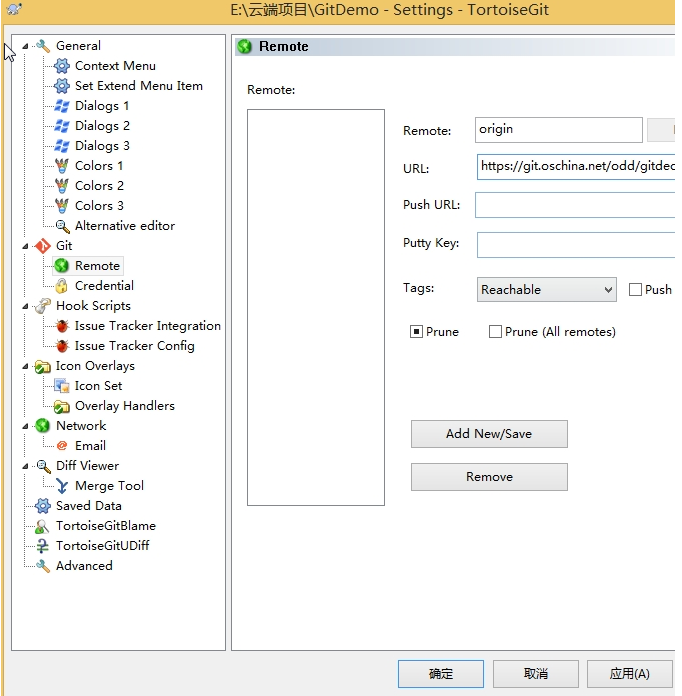 E:\云端项目\GitDemo - Settings - TortoiseGit
General
Context Menu
Set Extend Menu Item
Dialogs 1
Dialogs 2
Dialogs 3
Colors 1
Colors 2
Colors 3
Alternative editor
Git
Remote
Credential
Hook Scripts
Issue Tracker Integration
Issue Tracker Config
Icon Overlays
Icon Set
Overlay Handlers
Network
Email
Diff Viewer
Merge Tool
Saved Data
TortoiseGitBlame
TortoiseGitUDiff
Advanced
Remote
Remote:
Remote: origin
URL: https://git.oschina.net/odd/gitdec
Push URL:
Putty Key:
Tags: Reachable Push
Prune Prune (All remotes)
Add New/Save
Remove
确定 取消 应用(A)